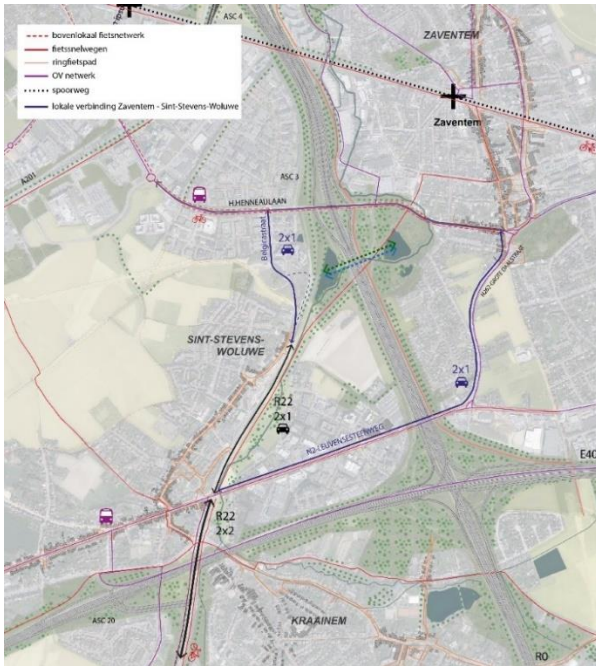 ASC 4
ZAVENTEM
bovenlokaal fietsnetwerk
fietssnelwegen
ringfietspad
OV netwerk
spoorweg
lokale verbinding Zaventem - Sint-Stevens-Woluwe
Zaventem
A201
ASC 3
H.HENNEAULAAN
Belgicastraat
2x1
SINT-STEVENS-
WOLUWE
2x1
R22
2x1
N2-LEUVENSESTEENWEG
E40
R22
2x2
ASC 20
KRAAINEM
R0